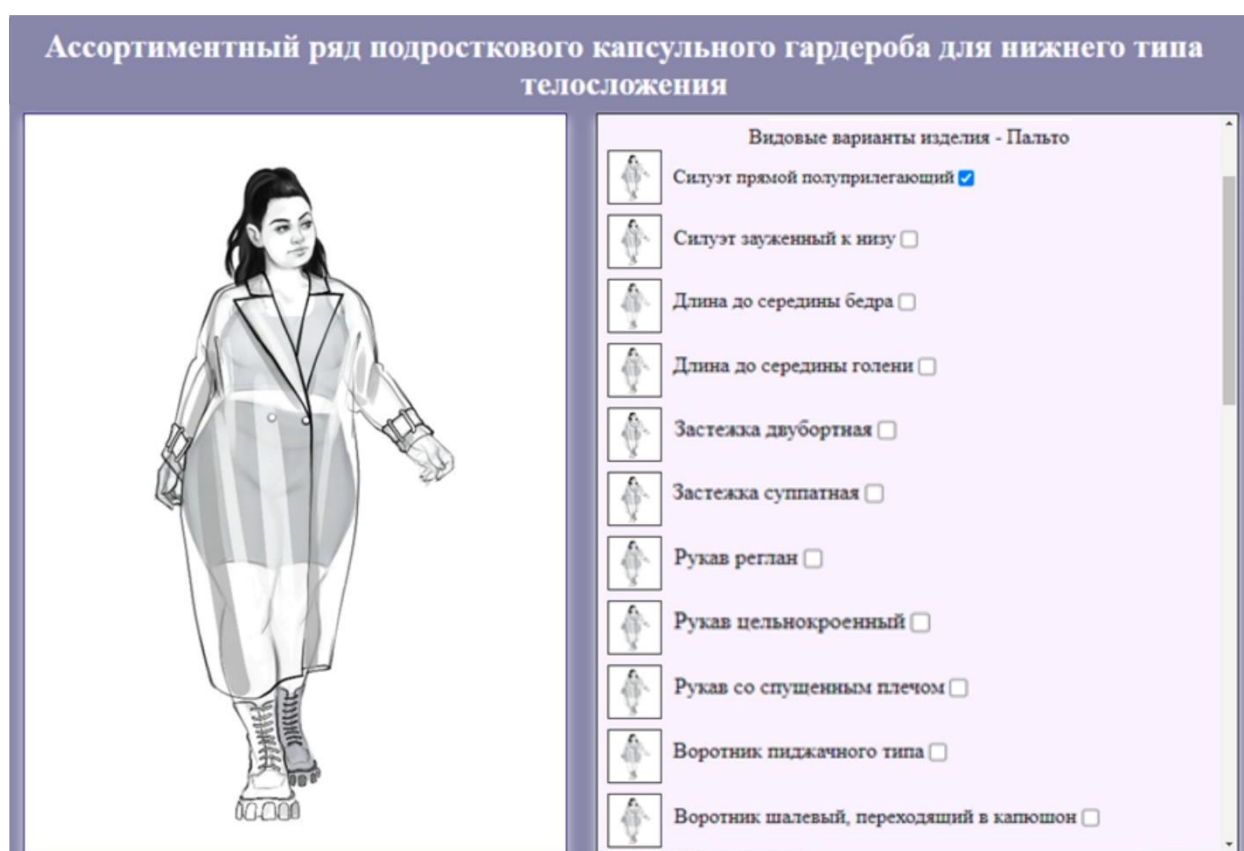 Ассортиментный ряд подросткового капсульного гардероба для нижнего типа
телосложения
Видовые варианты изделия - Пальто
Силуэт прямой полуприлегающий
Силуэт зауженный к низу
Длина до середины бедра
Длина до середины голени
Застежка двубортная
Застежка суппатная
Рукав реглан
Рукав цельнокроенный
Рукав со спущенным плечом
Воротник пиджачного типа
Воротник шалевый, переходящий в капюшон